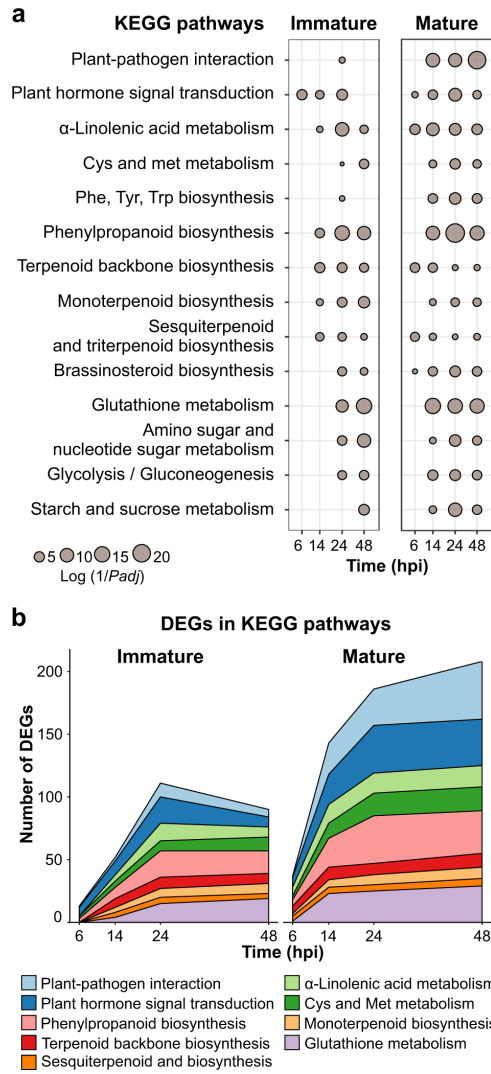 a
KEGG pathways
Immature
Mature
Plant-pathogen interaction
Plant hormone signal transduction
α-Linolenic acid metabolism
Cys and met metabolism
Phe, Tyr, Trp biosynthesis
Phenylpropanoid biosynthesis
Terpenoid backbone biosynthesis
Monoterpenoid biosynthesis
Sesquiterpenoid
and triterpenoid biosynthesis
Brassinosteroid biosynthesis
Glutathione metabolism
Amino sugar and
nucleotide sugar metabolism
Glycolysis / Gluconeogenesis
Starch and sucrose metabolism
6 14 24 48
6 14 24 48
Time (hpi)
5 10 15 20
Log (1/Padj)
b
DEGs in KEGG pathways
Immature
Mature
Number of DEGs
200
150
100
50
0
6 14 24 48
6 14 24 48
Time (hpi)
Plant-pathogen interaction
Plant hormone signal transduction
Phenylpropanoid biosynthesis
Terpenoid backbone biosynthesis
Sesquiterpenoid and biosynthesis
α-Linolenic acid metabolism
Cys and Met metabolism
Monoterpenoid biosynthesis
Glutathione metabolism